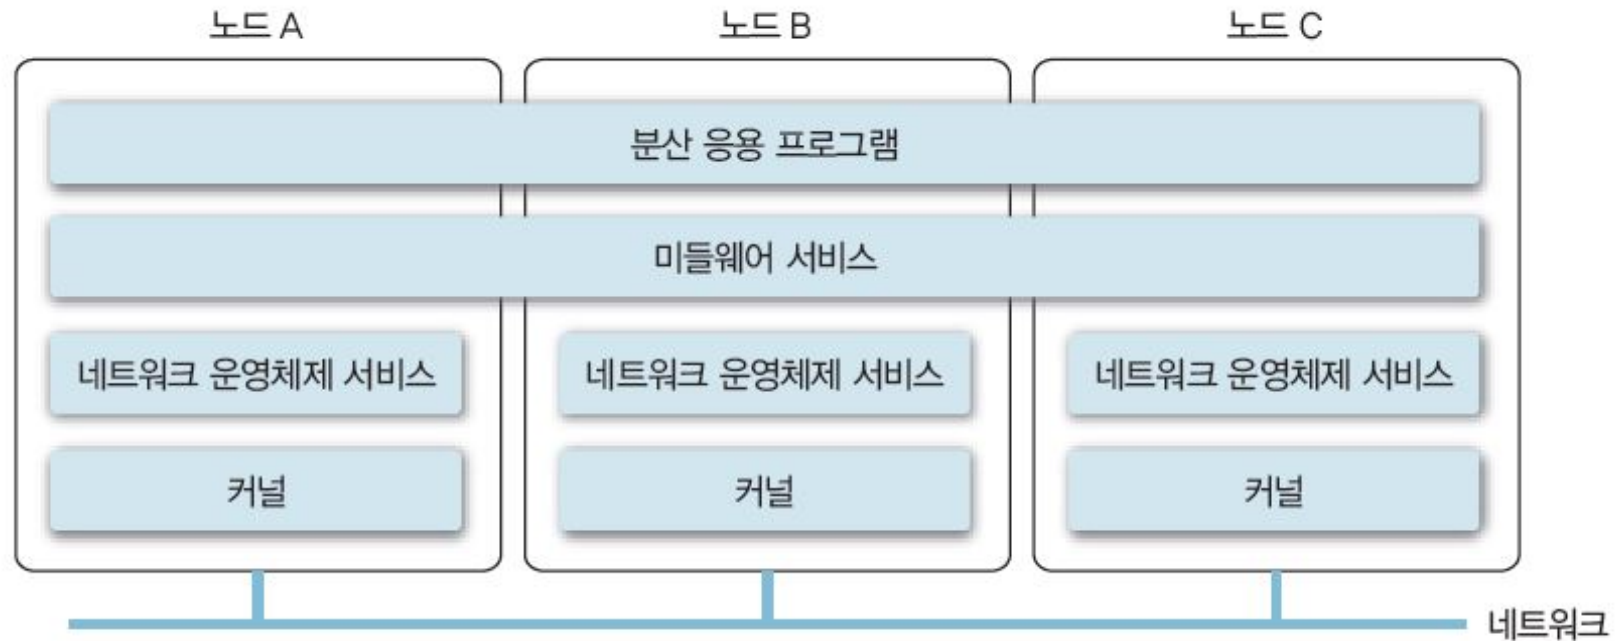 노드 A
노드 B
노드 C
분산 응용 프로그램
미들웨어 서비스
네트워크 운영체제 서비스
네트워크 운영체제 서비스
네트워크 운영체제 서비스
커널
커널
커널
네트워크